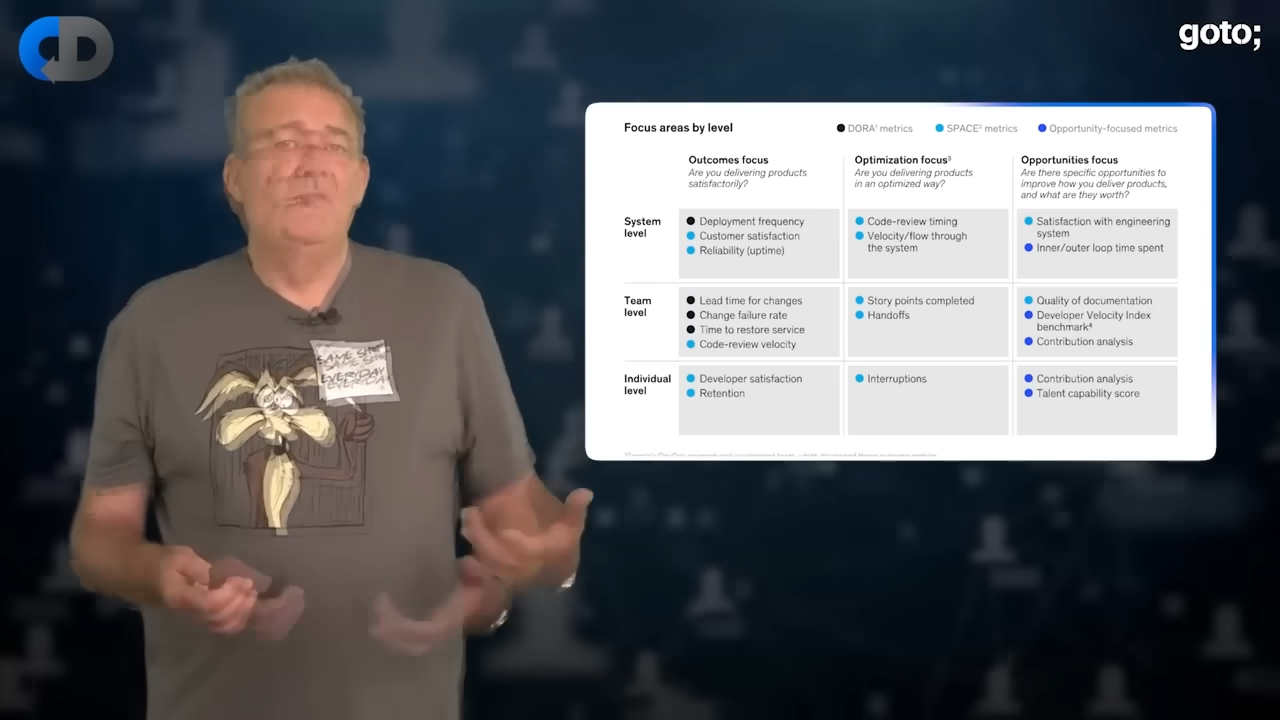 CD
goto;
Focus areas by level
DORA¹ metrics
SPACE² metrics
Opportunity-focused metrics
Outcomes focus
Are you delivering products
satisfactorily?
Optimization focus³
Are you delivering products
in an optimized way?
Opportunities focus
Are there specific opportunities to
improve how you deliver products,
and what are they worth?
System
level
Deployment frequency
Customer satisfaction
Reliability (uptime)
Code-review timing
Velocity/flow through
the system
Satisfaction with engineering
system
Inner/outer loop time spent
Team
level
Lead time for changes
Change failure rate
Time to restore service
Code-review velocity
Story points completed
Handoffs
Quality of documentation
Developer Velocity Index
benchmark⁴
Contribution analysis
Individual
level
Developer satisfaction
Retention
Interruptions
Contribution analysis
Talent capability score
SAME
EVERYDAY